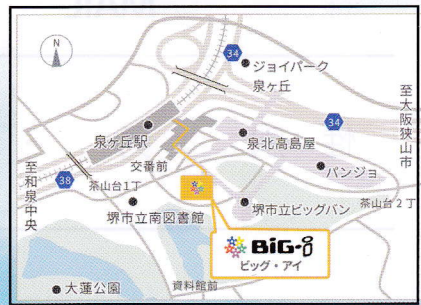 N
34
ジョイパーク
泉ヶ丘
至大阪狭山市
34
泉ヶ丘駅
泉北高島屋
交番前
パンジョ
至和泉中央
38
茶山台1丁
堺市立南図書館
堺市立ビッグバン
茶山台2丁
BiG-i
ビッグ・アイ
大蓮公園
資料館前